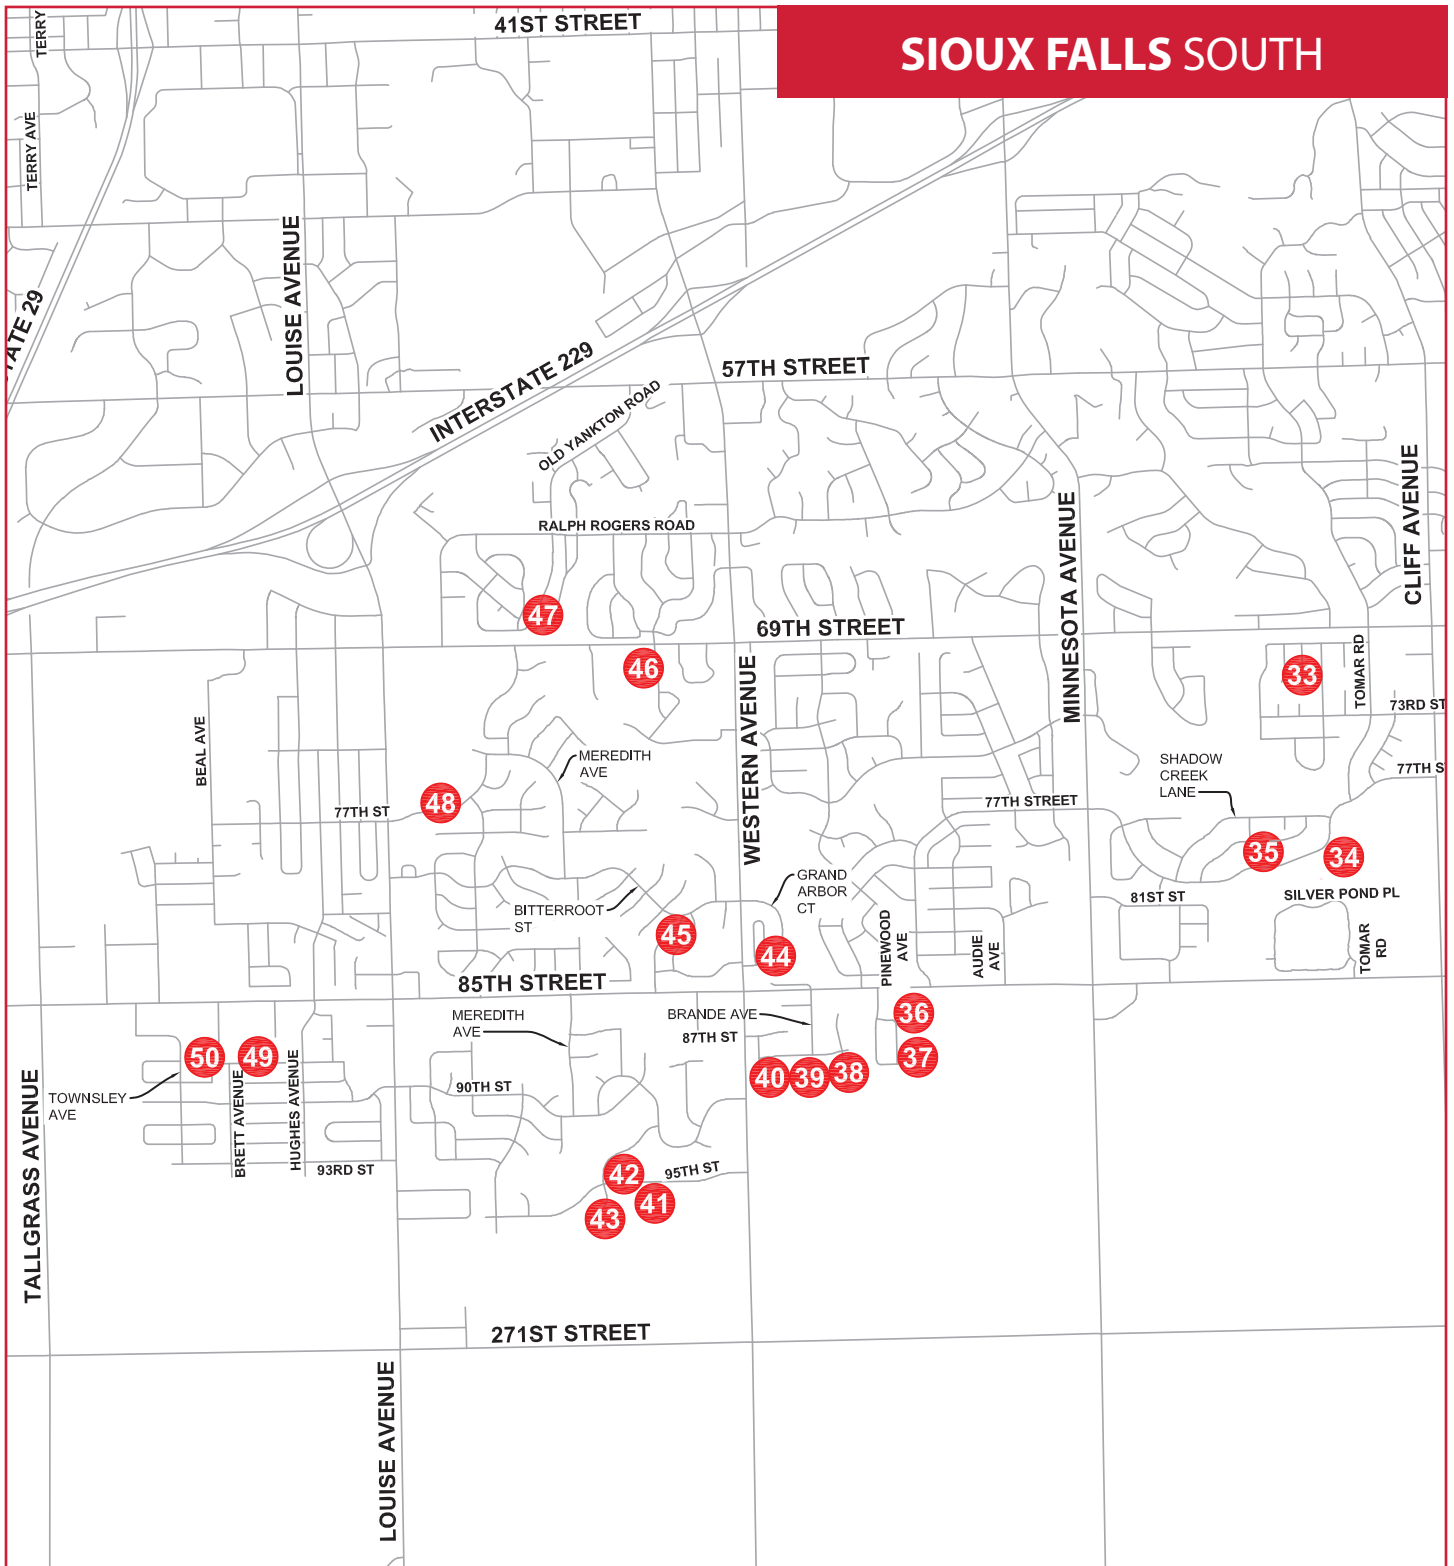 41ST STREET
SIOUX FALLS SOUTH
TERRY
TERRY AVE
LOUISE AVENUE
INTERSTATE 229
57TH STREET
OLD YANKTON ROAD
RALPH ROGERS ROAD
CLIFF AVENUE
MINNESOTA AVENUE
47
69TH STREET
46
33
TOMAR RD
73RD ST
WESTERN AVENUE
BEAL AVE
MEREDITH
AVE
SHADOW
CREEK
LANE
77TH S
48
77TH ST
77TH STREET
35
34
GRAND
ARBOR
CT
81ST ST
SILVER POND PL
BITTERROOT
ST
45
44
PINEWOOD
AVE
AUDIE
AVE
TOMAR
RD
85TH STREET
MEREDITH
AVE
BRANDE AVE
87TH ST
36
50
49
37
40
39
38
TOWNSLEY
AVE
90TH ST
BRETT AVENUE
HUGHES AVENUE
TALLGRASS AVENUE
93RD ST
42
95TH ST
41
43
271ST STREET
LOUISE AVENUE